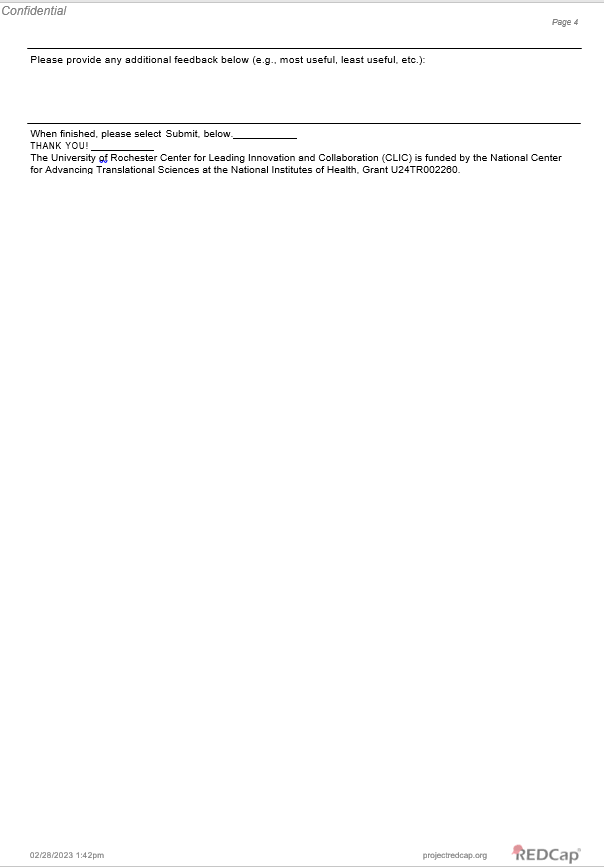 Confidential
Page 4
Please provide any additional feedback below (e.g., most useful, least useful, etc.):
When finished, please select Submit, below.
THANK YOU!
The University of Rochester Center for Leading Innovation and Collaboration (CLIC) is funded by the National Center
for Advancing Translational Sciences at the National Institutes of Health, Grant U24TR002260.
02/28/2023 1:42pm
projectredcap.org
REDCap